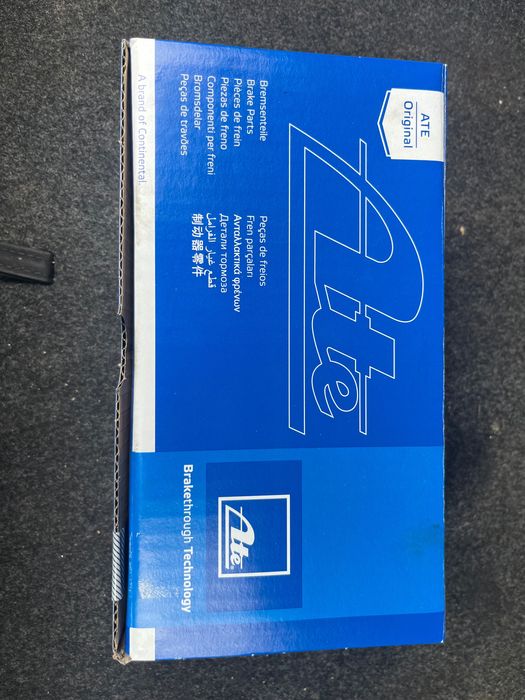 ATE
Original
Ate
Bremsenteile
Brake Parts
Pièces de frein
Piezas de freno
Componenti per freni
Bromsdelar
Peças de travões
Peças de freios
Fren parçaları
Ανταλλακτικά φρένων
Детали тормоза
قطع غيار الفرامل
制动器零件
A brand of Continental.
Ate
Brakethrough Technology